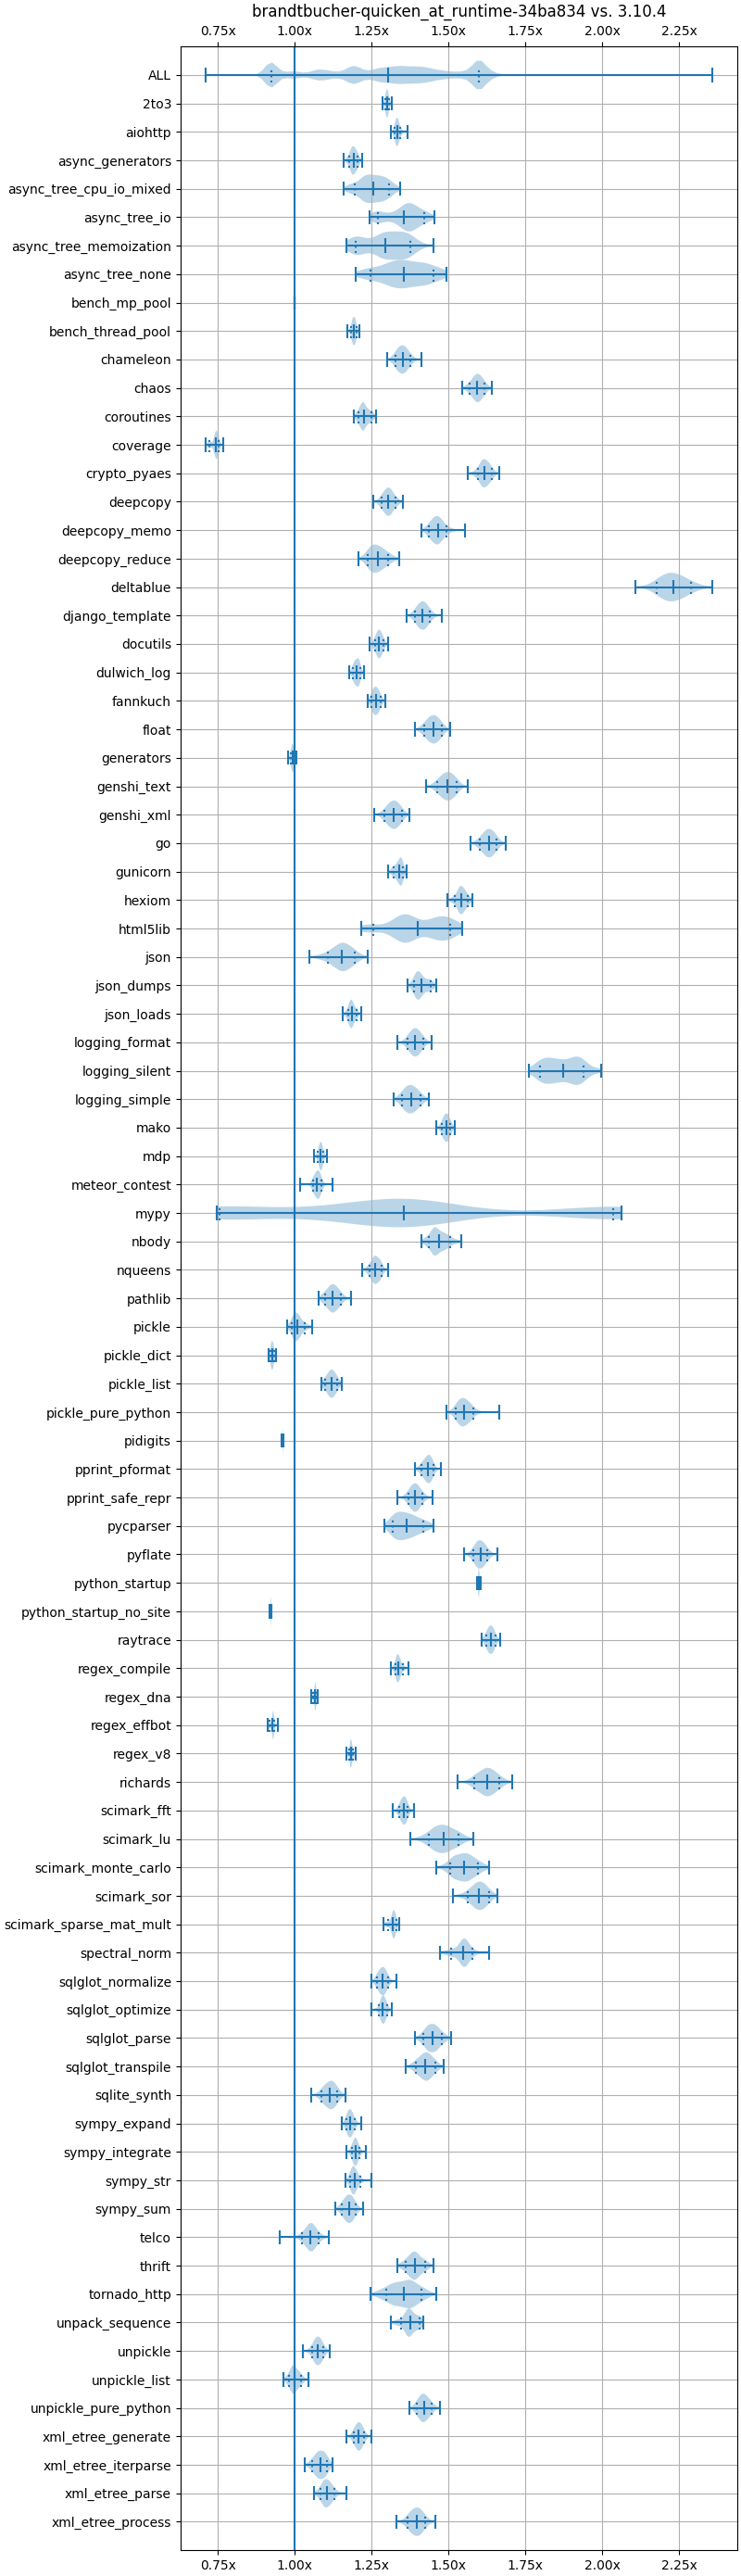 brandtbucher-quicken_at_runtime-34ba834 vs. 3.10.4
0.75x 1.00x 1.25x 1.50x 1.75x 2.00x 2.25x
ALL
2to3
aiohttp
async_generators
async_tree_cpu_io_mixed
async_tree_io
async_tree_memoization
async_tree_none
bench_mp_pool
bench_thread_pool
chameleon
chaos
coroutines
coverage
crypto_pyaes
deepcopy
deepcopy_memo
deepcopy_reduce
deltablue
django_template
docutils
dulwich_log
fannkuch
float
generators
genshi_text
genshi_xml
go
gunicorn
hexiom
html5lib
json
json_dumps
json_loads
logging_format
logging_silent
logging_simple
mako
mdp
meteor_contest
mypy
nbody
nqueens
pathlib
pickle
pickle_dict
pickle_list
pickle_pure_python
pidigits
pprint_pformat
pprint_safe_repr
pycparser
pyflate
python_startup
python_startup_no_site
raytrace
regex_compile
regex_dna
regex_effbot
regex_v8
richards
scimark_fft
scimark_lu
scimark_monte_carlo
scimark_sor
scimark_sparse_mat_mult
spectral_norm
sqlglot_normalize
sqlglot_optimize
sqlglot_parse
sqlglot_transpile
sqlite_synth
sympy_expand
sympy_integrate
sympy_str
sympy_sum
telco
thrift
tornado_http
unpack_sequence
unpickle
unpickle_list
unpickle_pure_python
xml_etree_generate
xml_etree_iterparse
xml_etree_parse
xml_etree_process
0.75x 1.00x 1.25x 1.50x 1.75x 2.00x 2.25x